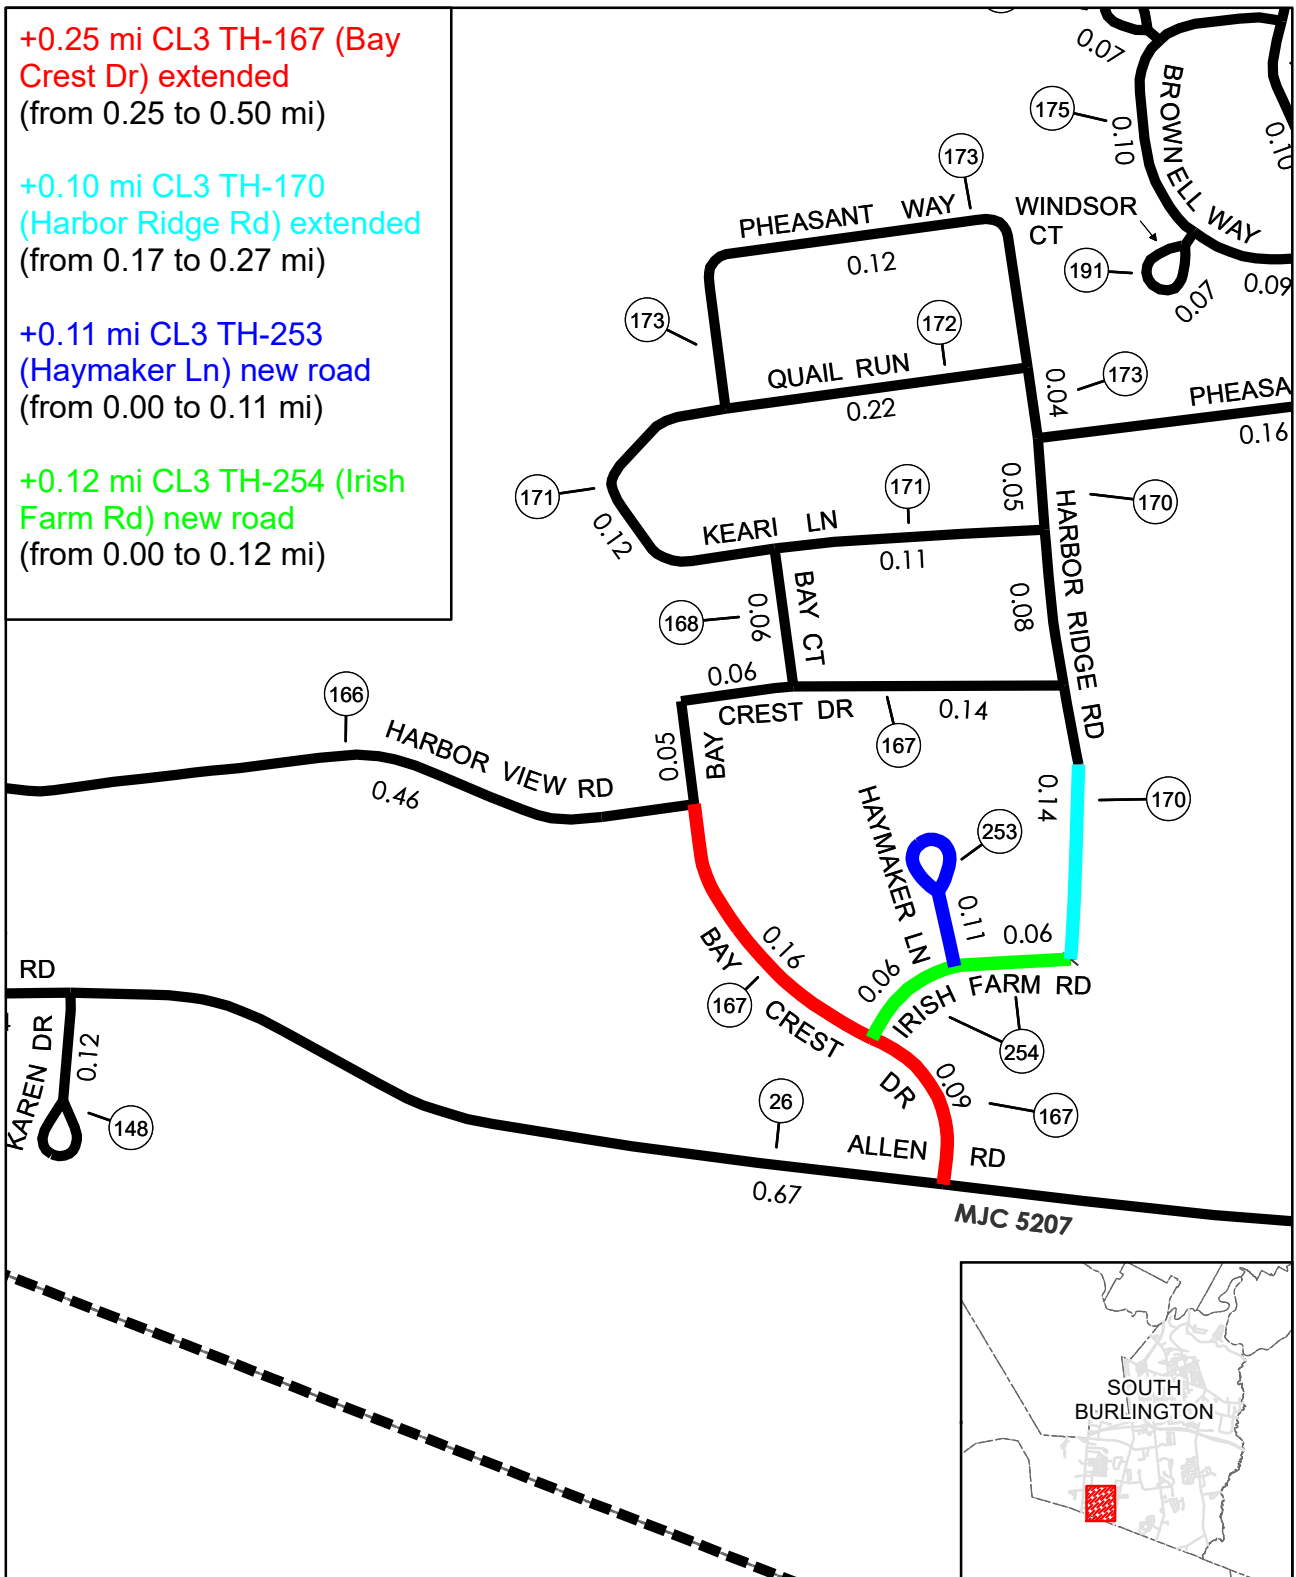 +0.25 mi CL3 TH-167 (Bay
Crest Dr) extended
(from 0.25 to 0.50 mi)
+0.10 mi CL3 TH-170
(Harbor Ridge Rd) extended
(from 0.17 to 0.27 mi)
+0.11 mi CL3 TH-253
(Haymaker Ln) new road
(from 0.00 to 0.11 mi)
+0.12 mi CL3 TH-254 (Irish
Farm Rd) new road
(from 0.00 to 0.12 mi)
0.07
175
0.10
BROWNELL WAY
0.10
173
PHEASANT WAY
0.12
WINDSOR
CT
191
0.07
0.09
173
172
QUAIL RUN
0.22
0.04
173
PHEASA
0.16
171
0.12
171
KEARI LN
0.11
0.05
170
HARBOR RIDGE RD
0.08
168
0.06
BAY CT
0.06
CREST DR
0.14
167
166
HARBOR VIEW RD
0.46
0.05
BAY
0.14
170
HAYMAKER LN
253
0.11
0.06
0.06
IRISH FARM RD
254
BAY CREST DR
0.16
167
0.09
167
RD
KAREN DR
0.12
148
26
ALLEN RD
0.67
MJC 5207
SOUTH
BURLINGTON